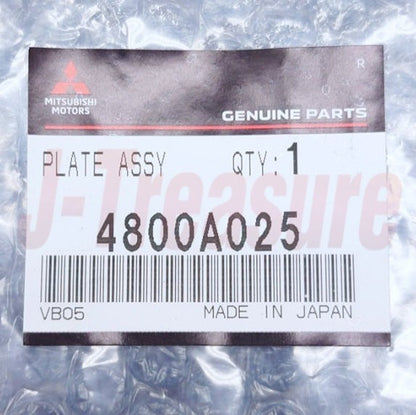 MITSUBISHI
MOTORS
GENUINE PARTS
PLATE ASSY QTY:1
J-Treasure
4800A025
VB05 MADE IN JAPAN